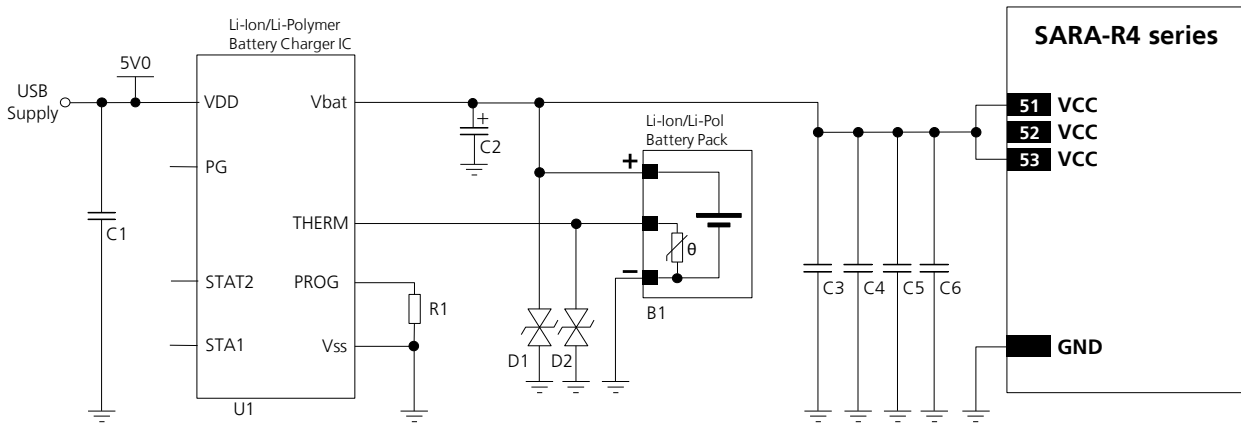 Li-Ion/Li-Polymer
Battery Charger IC
SARA-R4 series
5V0
USB
Supply
VDD
Vbat
51 VCC
52 VCC
53 VCC
Li-Ion/Li-Pol
Battery Pack
+
C2
+
PG
THERM
C1
θ
STAT2
PROG
−
C3
C4
C5
C6
R1
B1
STA1
Vss
D1
D2
GND
U1